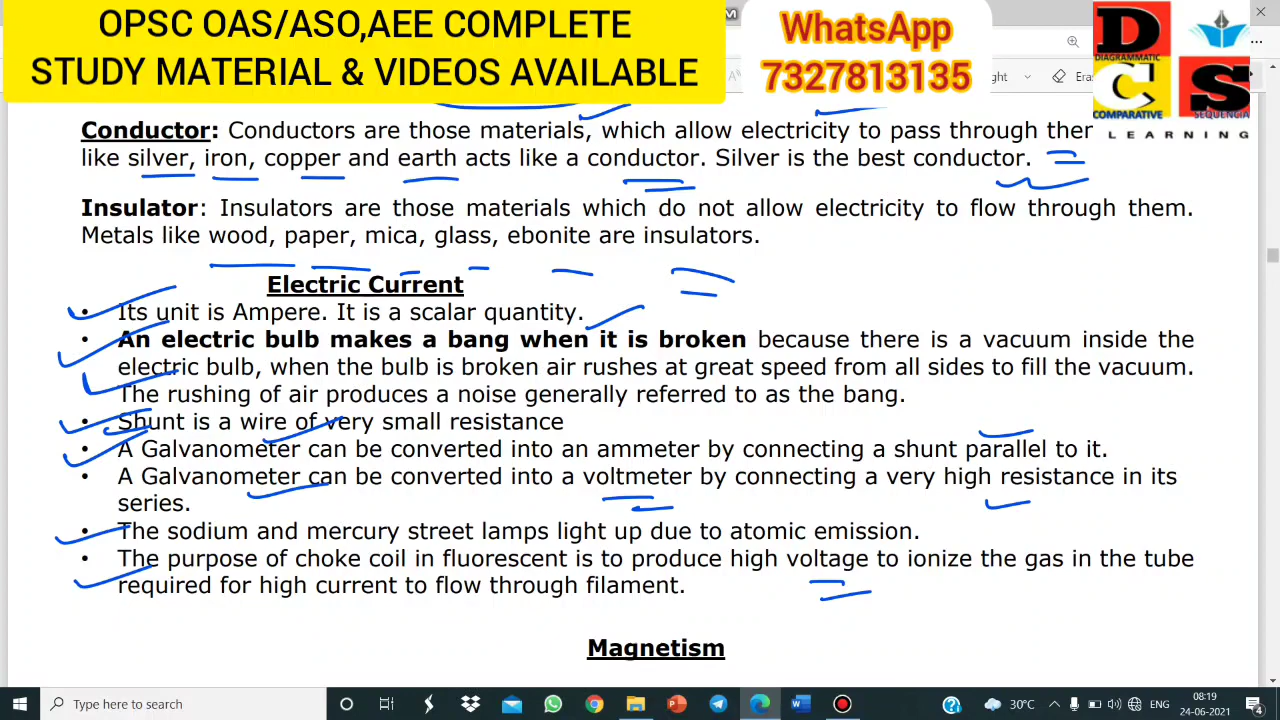 OPSC OAS/ASO,AEE COMPLETE
STUDY MATERIAL & VIDEOS AVAILABLE
WhatsApp
7327813135
D
DIAGRAMMATIC
C S
COMPARATIVE SEQUENCIA
LEARNING
Conductor: Conductors are those materials, which allow electricity to pass through
like silver, iron, copper and earth acts like a conductor. Silver is the best conductor.
Insulator: Insulators are those materials which do not allow electricity to flow through them.
Metals like wood, paper, mica, glass, ebonite are insulators.
Electric Current
• Its unit is Ampere. It is a scalar quantity.
• An electric bulb makes a bang when it is broken because there is a vacuum inside the
electric bulb, when the bulb is broken air rushes at great speed from all sides to fill the vacuum.
The rushing of air produces a noise generally referred to as the bang.
• Shunt is a wire of very small resistance
• A Galvanometer can be converted into an ammeter by connecting a shunt parallel to it.
• A Galvanometer can be converted into a voltmeter by connecting a very high resistance in its
series.
• The sodium and mercury street lamps light up due to atomic emission.
• The purpose of choke coil in fluorescent is to produce high voltage to ionize the gas in the tube
required for high current to flow through filament.
Magnetism
Type here to search
30°C
ENG
08:19
24-06-2021
4